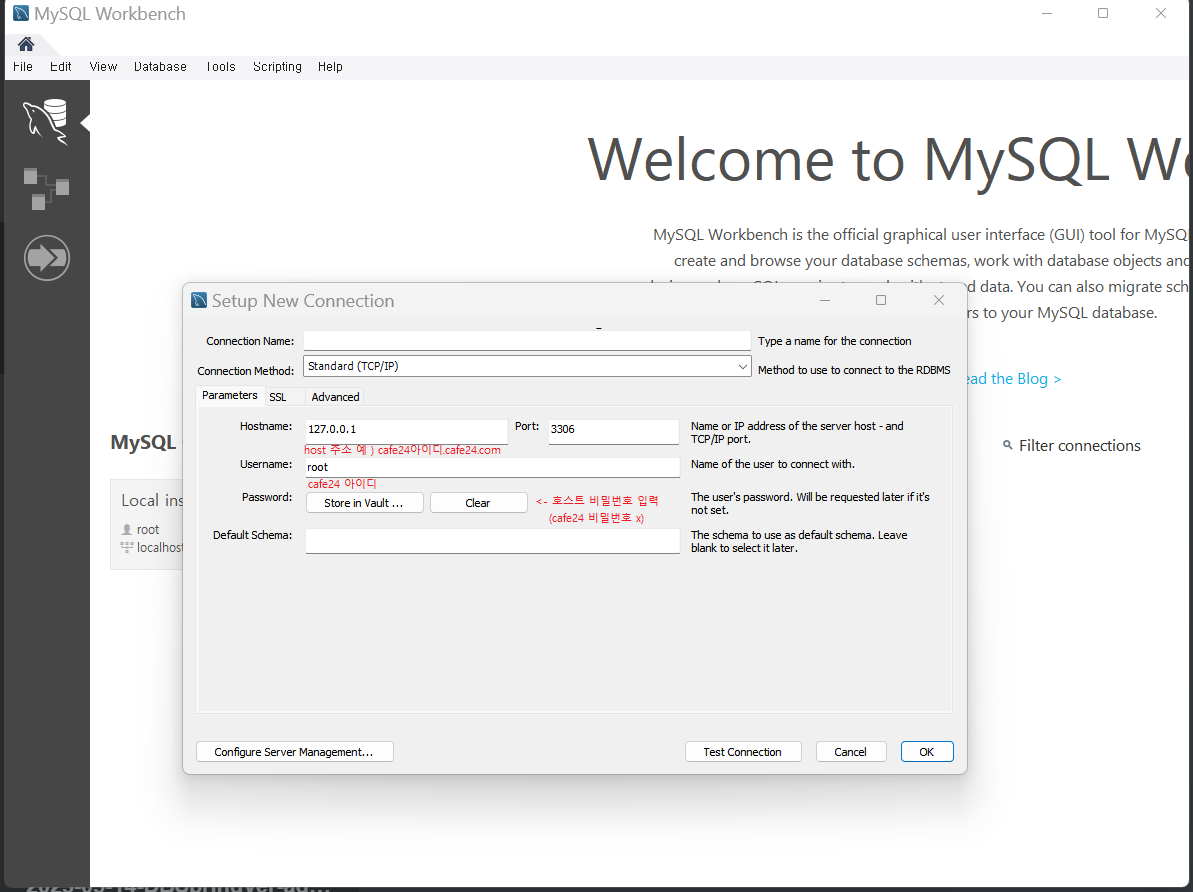 MySQL Workbench
File Edit View Database Tools Scripting Help
Welcome to MySQL
MySQL Workbench is the official graphical user interface (GUI) tool for
create and browse your database schemas, work with database objects and
data. You can also migrate
to your MySQL database.
the Blog >
MySQL
Filter connections
Local
root
Setup New Connection
Connection Name: Type a name for the connection
Connection Method: Standard (TCP/IP) Method to use to connect to the RDBMS
Parameters SSL Advanced
Hostname: 127.0.0.1 Port: 3306 Name or IP address of the server host - and
TCP/IP port.
host 주소 예 ) cafe24아이디.cafe24.com
Username: root Name of the user to connect with.
cafe24 아이디
Password: Store in Vault ... Clear <- 호스트 비밀번호 입력 The user's password. Will be requested later if it's
(cafe24 비밀번호 x) not set.
Default Schema: The schema to use as default schema. Leave
blank to select it later.
Configure Server Management... Test Connection Cancel OK